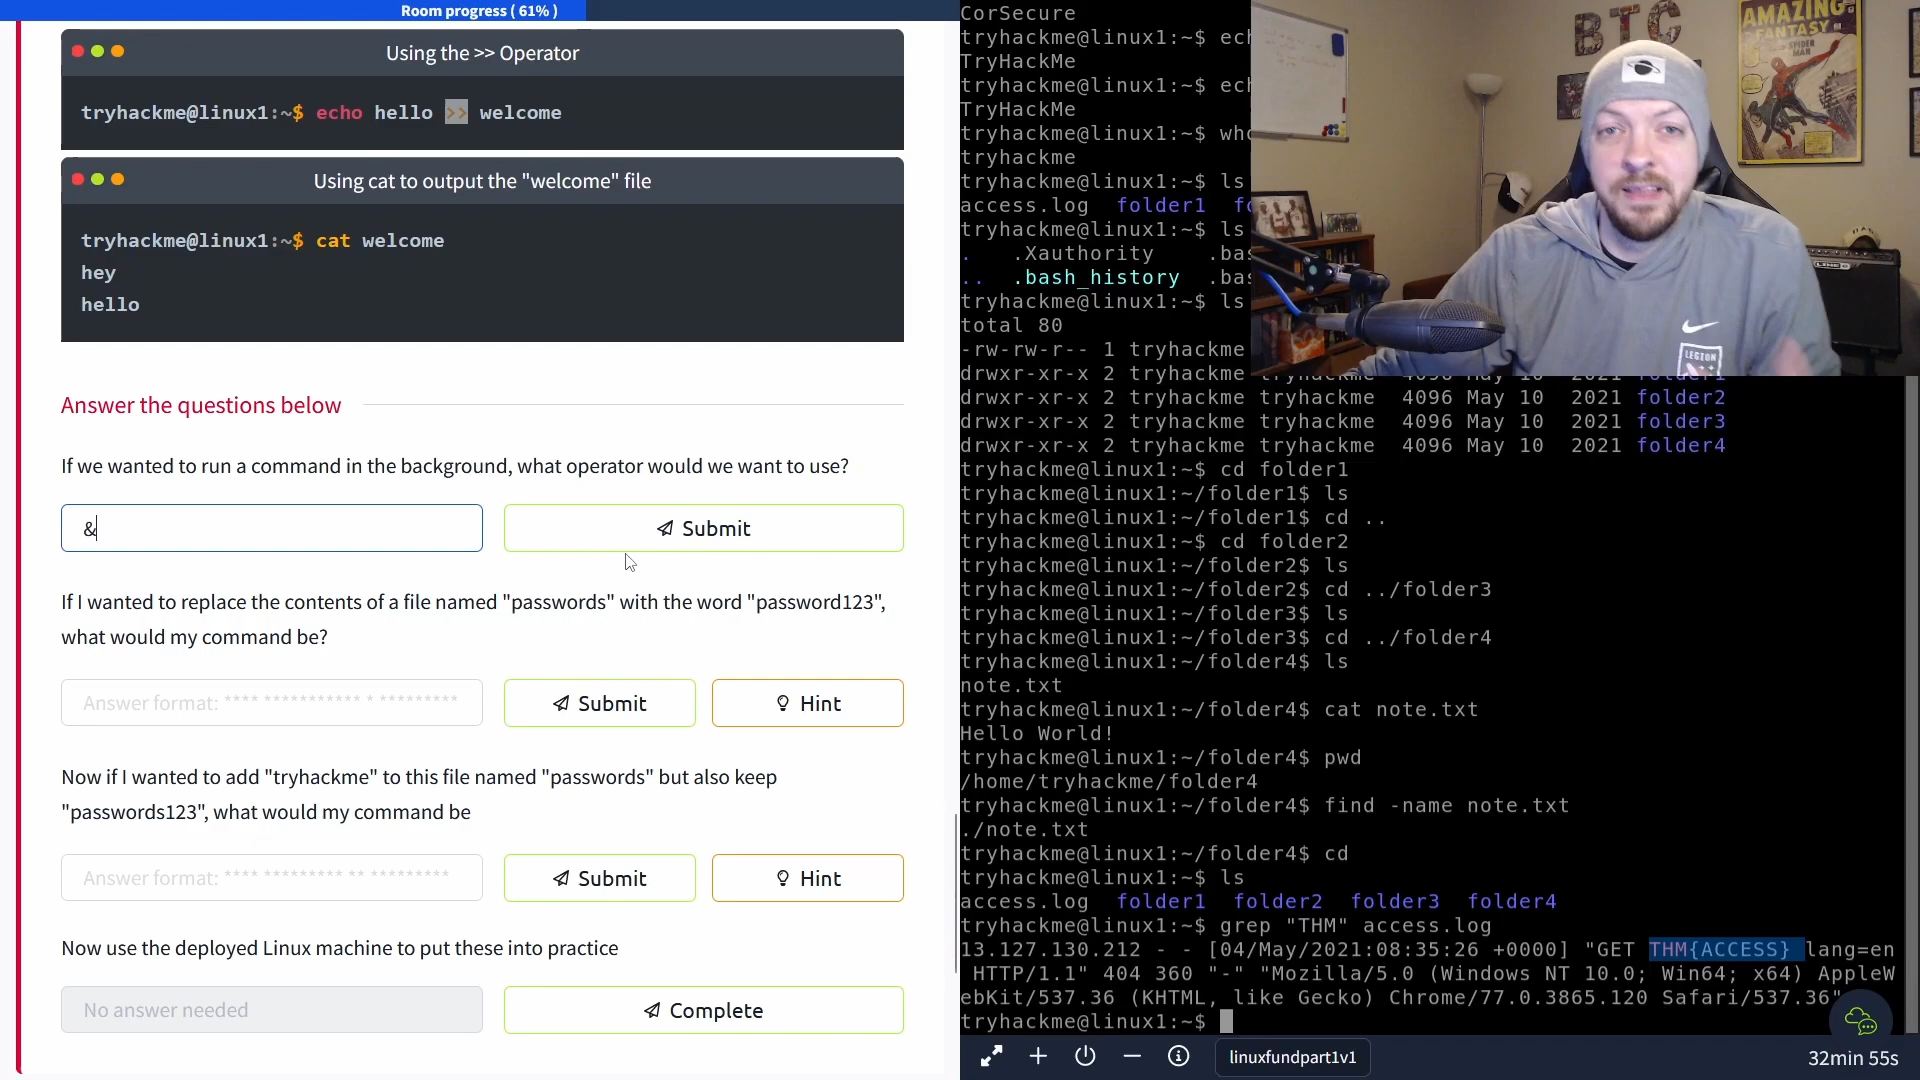 Room progress ( 61% )
Using the >> Operator
tryhackme@linux1:~$ echo hello >> welcome
Using cat to output the "welcome" file
tryhackme@linux1:~$ cat welcome
hey
hello
Answer the questions below
If we wanted to run a command in the background, what operator would we want to use?
&
Submit
If I wanted to replace the contents of a file named "passwords" with the word "password123",
what would my command be?
Answer format: **** *********** * *********
Submit
Hint
Now if I wanted to add "tryhackme" to this file named "passwords" but also keep
"passwords123", what would my command be
Answer format: **** ********* ** *********
Submit
Hint
Now use the deployed Linux machine to put these into practice
No answer needed
Complete
CorSecure
tryhackme@linux1:~$
TryHackMe
tryhackme@linux1:~$
TryHackMe
tryhackme@linux1:~$
tryhackme
tryhackme@linux1:~$ ls
access.log folder1
tryhackme@linux1:~$ ls
. .Xauthority
.. .bash_history
tryhackme@linux1:~$ ls
total 80
-rw-rw-r-- 1 tryhackme
drwxr-xr-x 2 tryhackme tryhackme 4096 May 10 2021 folder1
drwxr-xr-x 2 tryhackme tryhackme 4096 May 10 2021 folder2
drwxr-xr-x 2 tryhackme tryhackme 4096 May 10 2021 folder3
drwxr-xr-x 2 tryhackme tryhackme 4096 May 10 2021 folder4
tryhackme@linux1:~$ cd folder1
tryhackme@linux1:~/folder1$ ls
tryhackme@linux1:~/folder1$ cd ..
tryhackme@linux1:~$ cd folder2
tryhackme@linux1:~/folder2$ ls
tryhackme@linux1:~/folder2$ cd ../folder3
tryhackme@linux1:~/folder3$ ls
tryhackme@linux1:~/folder3$ cd ../folder4
tryhackme@linux1:~/folder4$ ls
note.txt
tryhackme@linux1:~/folder4$ cat note.txt
Hello World!
tryhackme@linux1:~/folder4$ pwd
/home/tryhackme/folder4
tryhackme@linux1:~/folder4$ find -name note.txt
./note.txt
tryhackme@linux1:~/folder4$ cd
tryhackme@linux1:~$ ls
access.log folder1 folder2 folder3 folder4
tryhackme@linux1:~$ grep "THM" access.log
13.127.130.212 - - [04/May/2021:08:35:26 +0000] "GET THM{ACCESS} lang=en
HTTP/1.1" 404 360 "-" "Mozilla/5.0 (Windows NT 10.0; Win64; x64) AppleW
ebKit/537.36 (KHTML, like Gecko) Chrome/77.0.3865.120 Safari/537.36"
tryhackme@linux1:~$
linuxfundpart1v1
32min 55s
BTC
AMAZING
FANTASY
LINE 6
LEGION